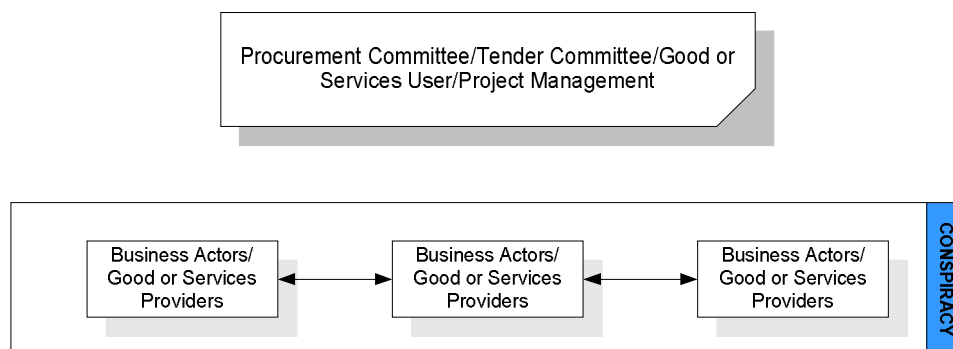 Procurement Committee/Tender Committee/Good or
Services User/Project Management
Business Actors/
Good or Services
Providers
Business Actors/
Good or Services
Providers
Business Actors/
Good or Services
Providers
CONSPIRACY